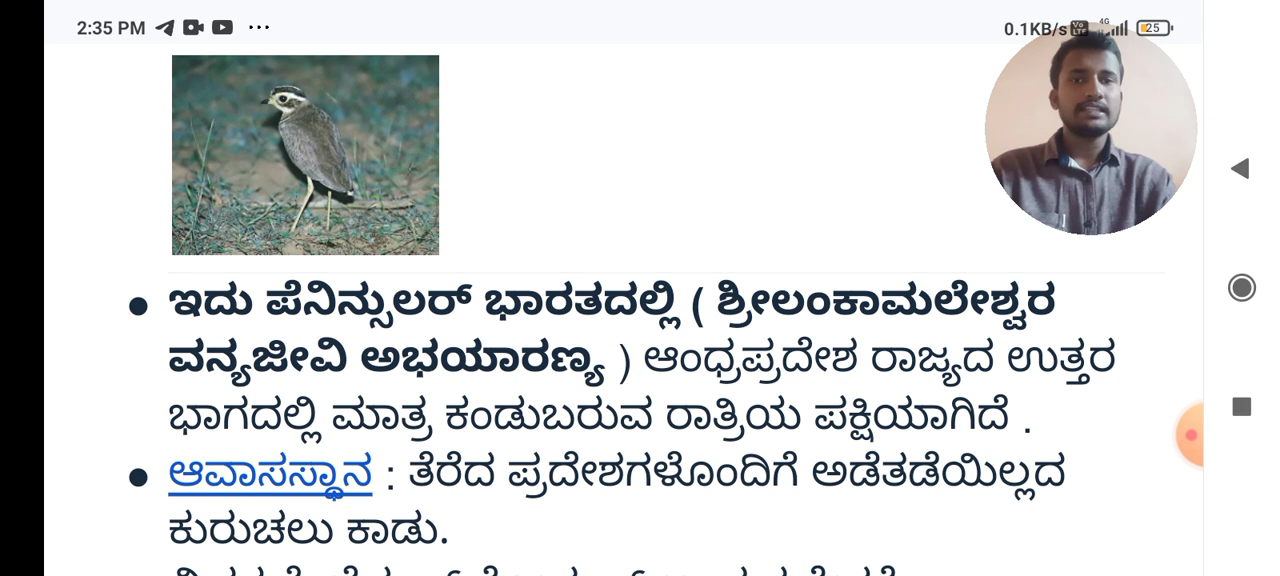 2:35 PM
0.1KB/s
4G
25
ಇದು ಪೆನಿನ್ಸುಲರ್ ಭಾರತದಲ್ಲಿ ( ಶ್ರೀಲಂಕಾಮಲೇಶ್ವರ
ವನ್ಯಜೀವಿ ಅಭಯಾರಣ್ಯ ) ಆಂಧ್ರಪ್ರದೇಶ ರಾಜ್ಯದ ಉತ್ತರ
ಭಾಗದಲ್ಲಿ ಮಾತ್ರ ಕಂಡುಬರುವ ರಾತ್ರಿಯ ಪಕ್ಷಿಯಾಗಿದೆ .
ಆವಾಸಸ್ಥಾನ : ತೆರೆದ ಪ್ರದೇಶಗಳೊಂದಿಗೆ ಅಡೆತಡೆಯಿಲ್ಲದ
ಕುರುಚಲು ಕಾಡು.